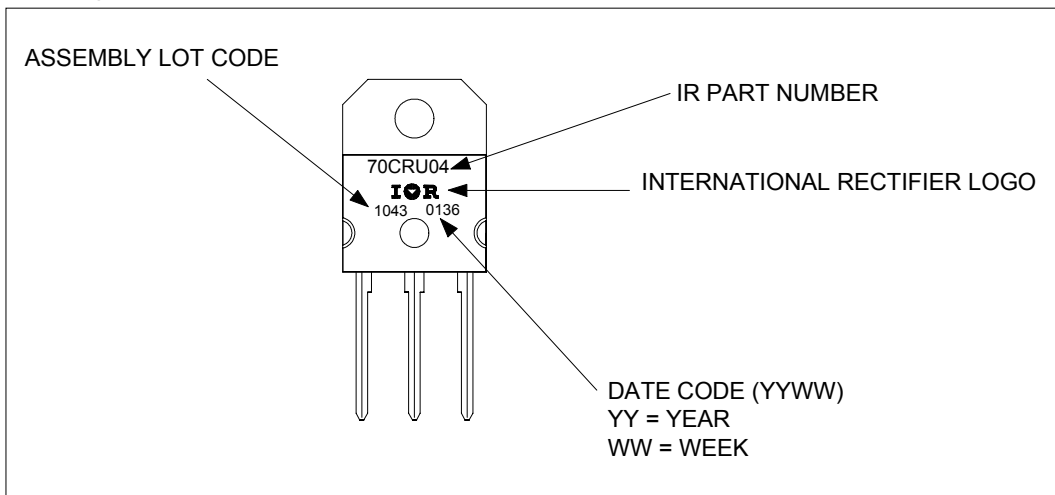 ASSEMBLY LOT CODE
IR PART NUMBER
70CRU04
IOR
INTERNATIONAL RECTIFIER LOGO
1043 0136
DATE CODE (YYWW)
YY = YEAR
WW = WEEK